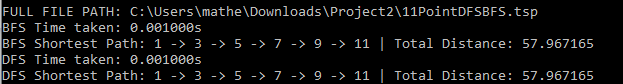 FULL FILE PATH: C:\Users\mathe\Downloads\Project2\11PointDFSBFS.tsp
BFS Time taken: 0.001000s
BFS Shortest Path: 1 -> 3 -> 5 -> 7 -> 9 -> 11 | Total Distance: 57.967165
DFS Time taken: 0.001000s
DFS Shortest Path: 1 -> 3 -> 5 -> 7 -> 9 -> 11 | Total Distance: 57.967165